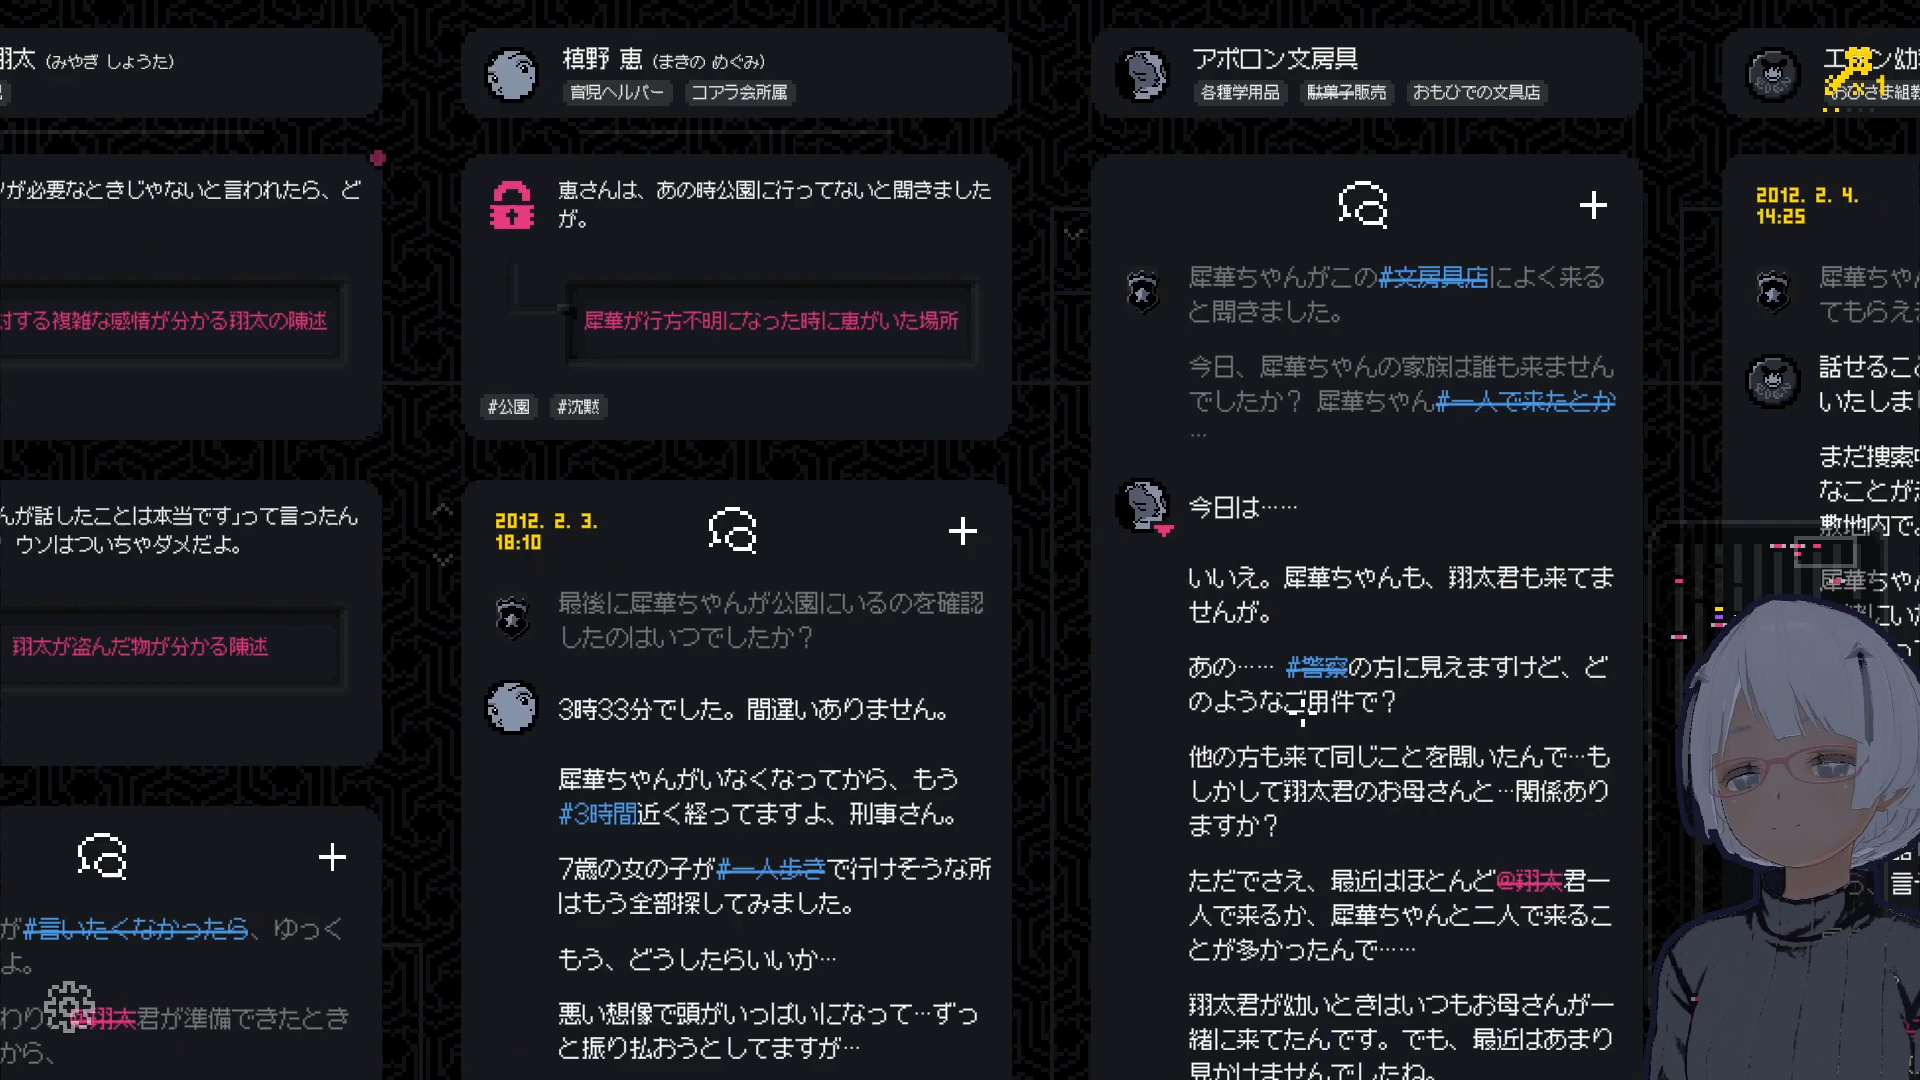 翔太 (みやぎ しょうた)
が必要なときじゃないと言われたら、ど
対する複雑な感情が分かる翔太の陳述
んが話したことは本当です」って言ったん
ウソはついちゃダメだよ。
翔太が盗んだ物が分かる陳述
が#言いたくなかったら、ゆっく
よ。
わり
@翔太君が準備できたとき
から、
槙野 恵 (まきの めぐみ)
育児ヘルパー コアラ会所属
恵さんは、あの時公園に行ってないと聞きました
が。
犀華が行方不明になった時に恵がいた場所
#公園 #沈黙
2012. 2. 3.
18:10
最後に犀華ちゃんが公園にいるのを確認
したのはいつでしたか?
3時33分でした。間違いありません。
犀華ちゃんがいなくなってから、もう
#3時間近く経ってますよ、刑事さん。
7歳の女の子が#一人歩きで行けそうな所
はもう全部探してみました。
もう、どうしたらいいか…
悪い想像で頭がいっぱいになって…ずっ
と振り払おうとしてますが…
アポロン文房具
各種学用品 駄菓子販売 おもひでの文具店
犀華ちゃんがこの#文房具店によく来る
と聞きました。
今日、犀華ちゃんの家族は誰も来ません
でしたか? 犀華ちゃん#一人で来たとか
…
今日は……
いいえ。犀華ちゃんも、翔太君も来てま
せんが。
あの…… #警察の方に見えますけど、ど
のようなご用件で?
他の方も来て同じことを聞いたんで…も
しかして翔太君のお母さんと…関係あり
ますか?
ただでさえ、最近はほとんど@翔太君一
人で来るか、犀華ちゃんと二人で来るこ
とが多かったんで……
翔太君が幼いときはいつもお母さんが一
緒に来てたんです。でも、最近はあまり
見かけませんでしたね。
2012. 2. 4.
14:25
犀華ちゃ
てもらえ
話せるこ
いたしま
まだ捜索
なことが
敷地内で
犀華ちゃ